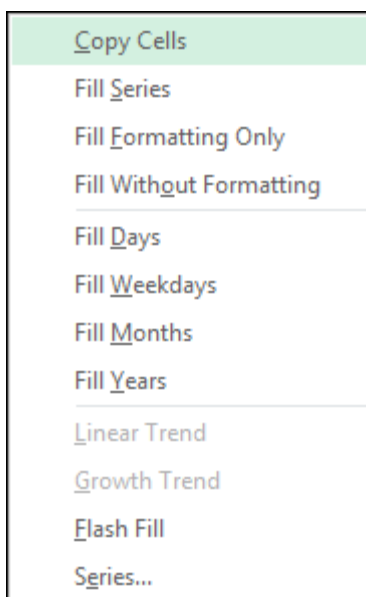 Copy Cells
Fill Series
Fill Formatting Only
Fill Without Formatting
Fill Days
Fill Weekdays
Fill Months
Fill Years
Linear Trend
Growth Trend
Flash Fill
Series...